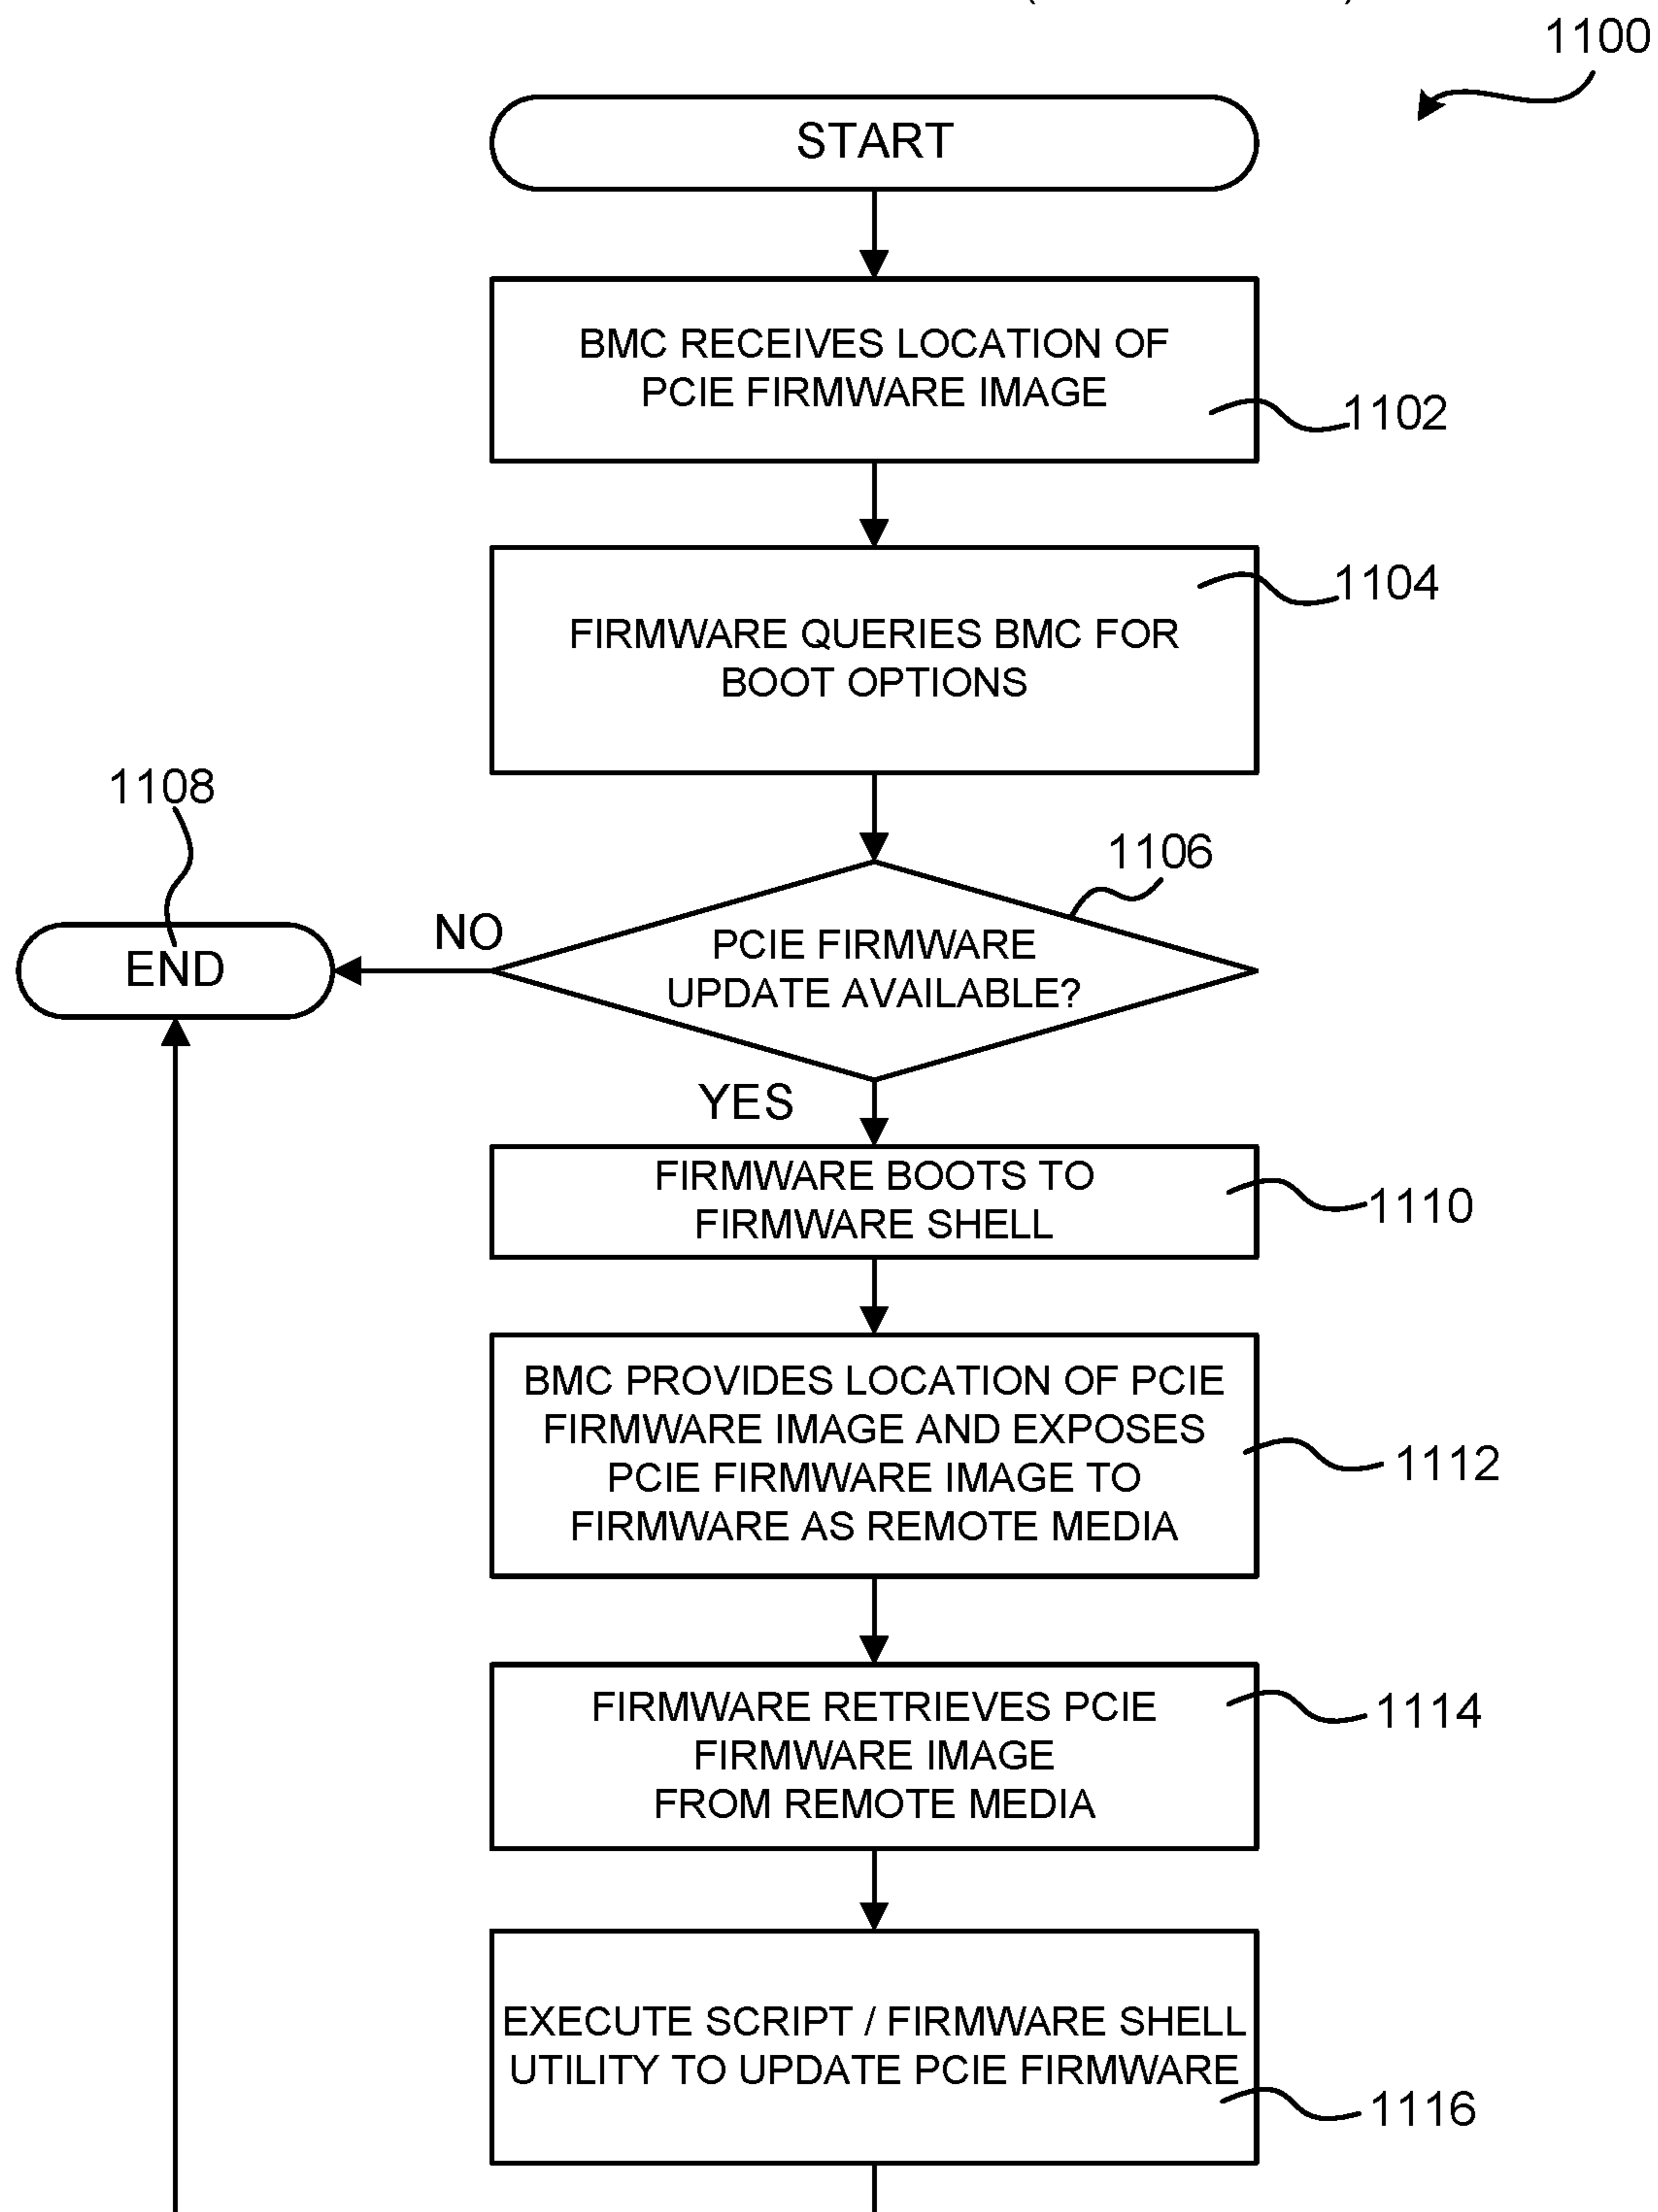 1100
START
BMC RECEIVES LOCATION OF
PCIE FIRMWARE IMAGE
1102
1104
FIRMWARE QUERIES BMC FOR
BOOT OPTIONS
1108
1106
NO
END
PCIE FIRMWARE
UPDATE AVAILABLE?
YES
FIRMWARE BOOTS TO
FIRMWARE SHELL
1110
BMC PROVIDES LOCATION OF PCIE
FIRMWARE IMAGE AND EXPOSES
PCIE FIRMWARE IMAGE TO
FIRMWARE AS REMOTE MEDIA
1112
FIRMWARE RETRIEVES PCIE
FIRMWARE IMAGE
FROM REMOTE MEDIA
1114
EXECUTE SCRIPT / FIRMWARE SHELL
UTILITY TO UPDATE PCIE FIRMWARE
1116